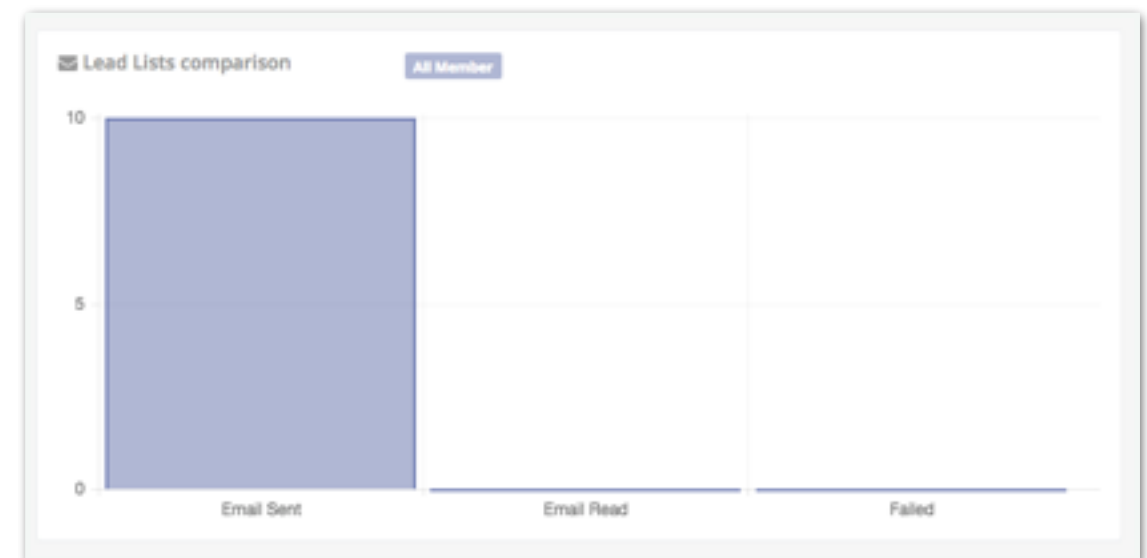 Lead Lists comparison
All Member
10
5
0
Email Sent
Email Read
Failed